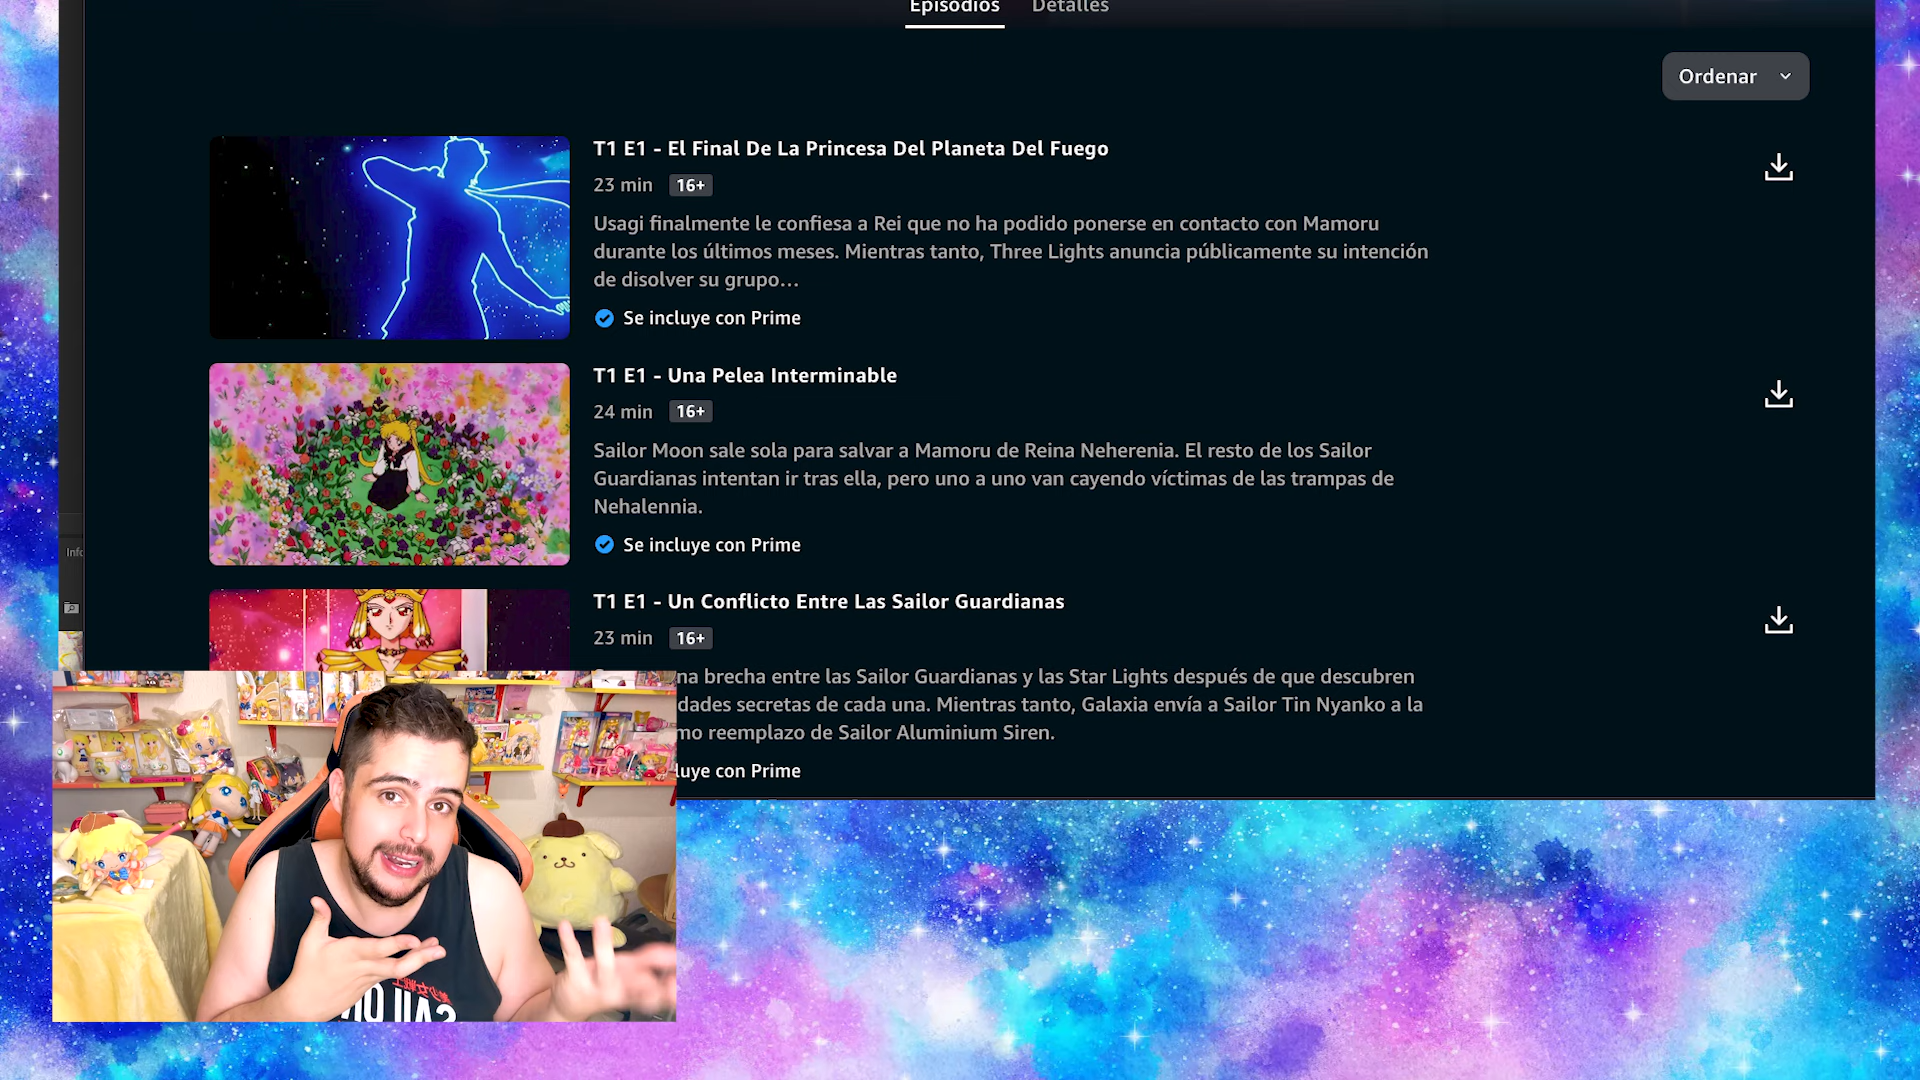 Episodios
Detalles
Ordenar
T1 E1 - El Final De La Princesa Del Planeta Del Fuego
23 min 16+
Usagi finalmente le confiesa a Rei que no ha podido ponerse en contacto con Mamoru
durante los últimos meses. Mientras tanto, Three Lights anuncia públicamente su intención
de disolver su grupo...
Se incluye con Prime
T1 E1 - Una Pelea Interminable
24 min 16+
Sailor Moon sale sola para salvar a Mamoru de Reina Neherenia. El resto de los Sailor
Guardianas intentan ir tras ella, pero uno a uno van cayendo víctimas de las trampas de
Nehalennia.
Se incluye con Prime
T1 E1 - Un Conflicto Entre Las Sailor Guardianas
23 min 16+
na brecha entre las Sailor Guardianas y las Star Lights después de que descubren
dades secretas de cada una. Mientras tanto, Galaxia envía a Sailor Tin Nyanko a la
mo reemplazo de Sailor Aluminium Siren.
luye con Prime
Info